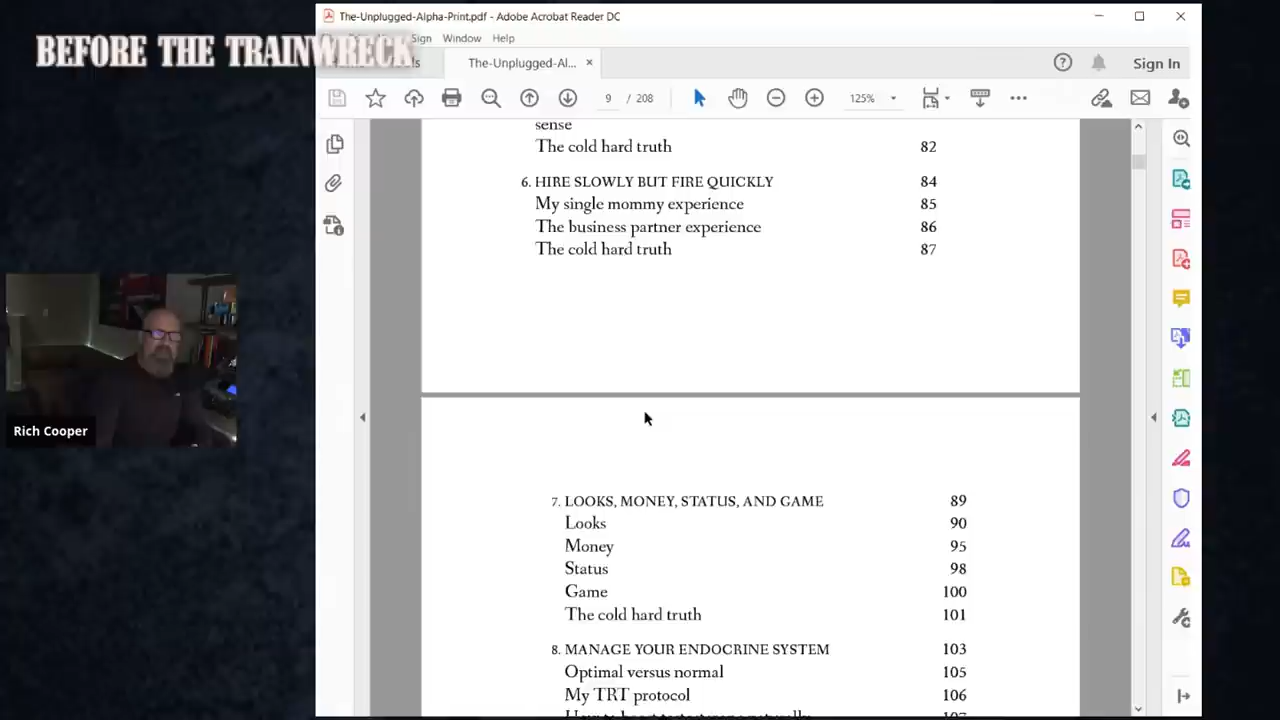 The-Unplugged-Alpha-Print.pdf - Adobe Acrobat Reader DC
BEFORE THE TRAINWRECK
Sign Window Help
The-Unplugged-Al... ×
Sign In
9 / 208
125%
sense
The cold hard truth 82
6. HIRE SLOWLY BUT FIRE QUICKLY 84
My single mommy experience 85
The business partner experience 86
The cold hard truth 87
Rich Cooper
7. LOOKS, MONEY, STATUS, AND GAME 89
Looks 90
Money 95
Status 98
Game 100
The cold hard truth 101
8. MANAGE YOUR ENDOCRINE SYSTEM 103
Optimal versus normal 105
My TRT protocol 106